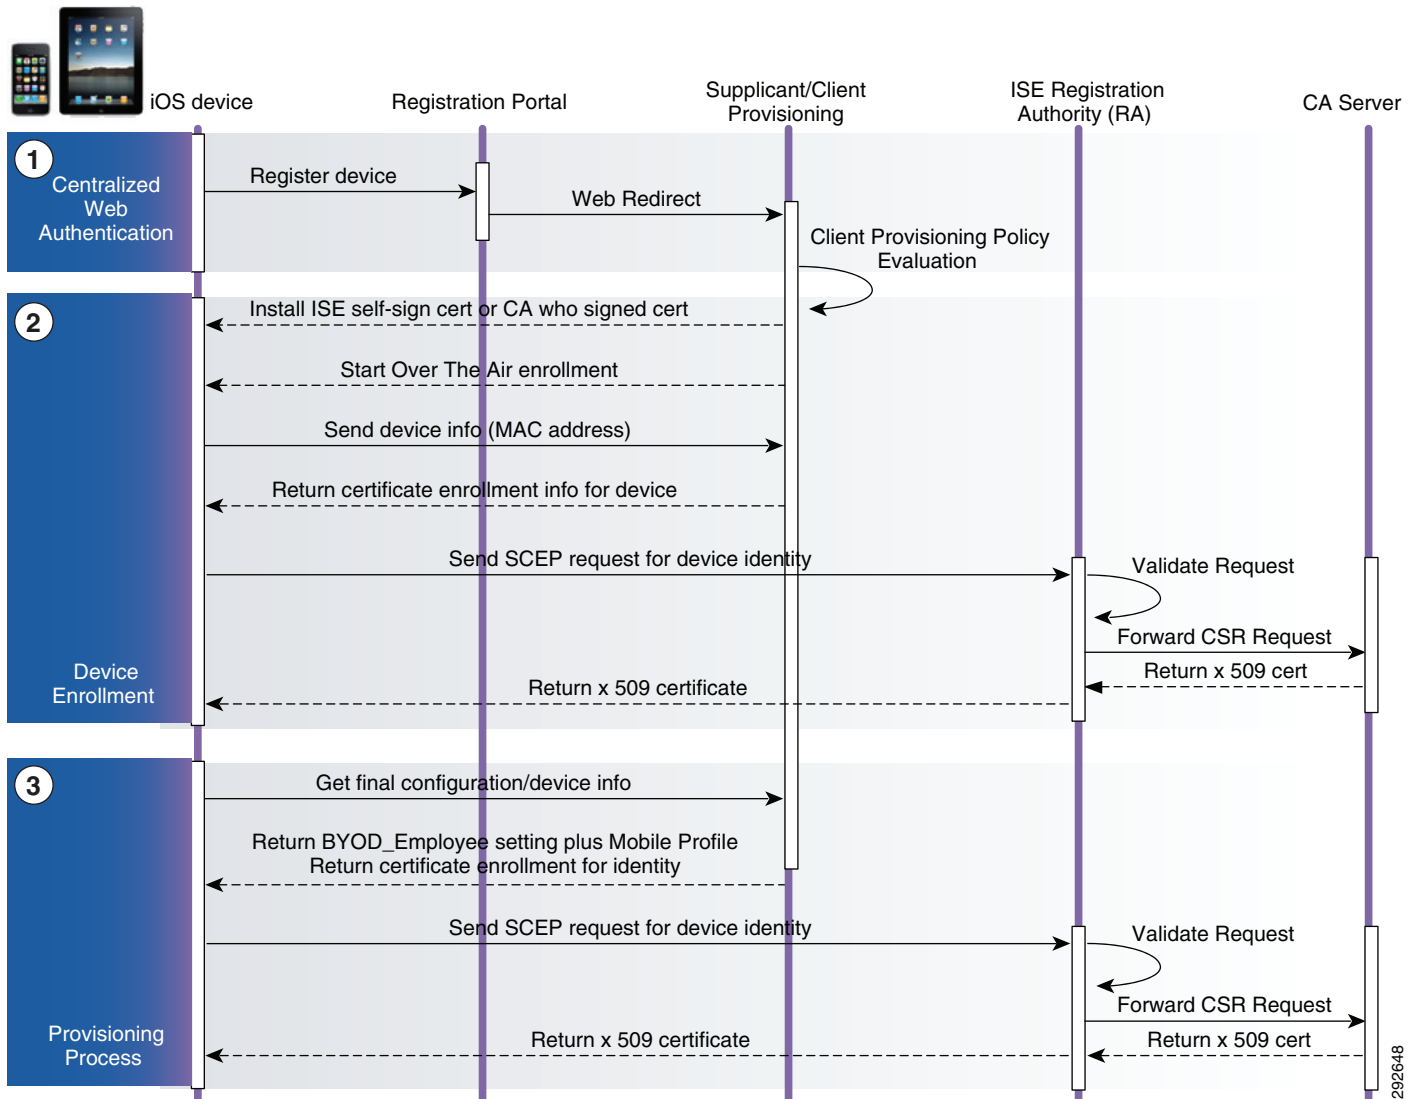 iOS device
Registration Portal
Supplicant/Client
Provisioning
ISE Registration
Authority (RA)
CA Server
1
Centralized
Web
Authentication
Register device
Web Redirect
Client Provisioning Policy
Evaluation
2
Install ISE self-sign cert or CA who signed cert
Start Over The Air enrollment
Send device info (MAC address)
Return certificate enrollment info for device
Send SCEP request for device identity
Validate Request
Forward CSR Request
Return x 509 cert
Return x 509 certificate
Device
Enrollment
3
Get final configuration/device info
Return BYOD_Employee setting plus Mobile Profile
Return certificate enrollment for identity
Send SCEP request for device identity
Validate Request
Forward CSR Request
Return x 509 cert
Return x 509 certificate
Provisioning
Process
292648